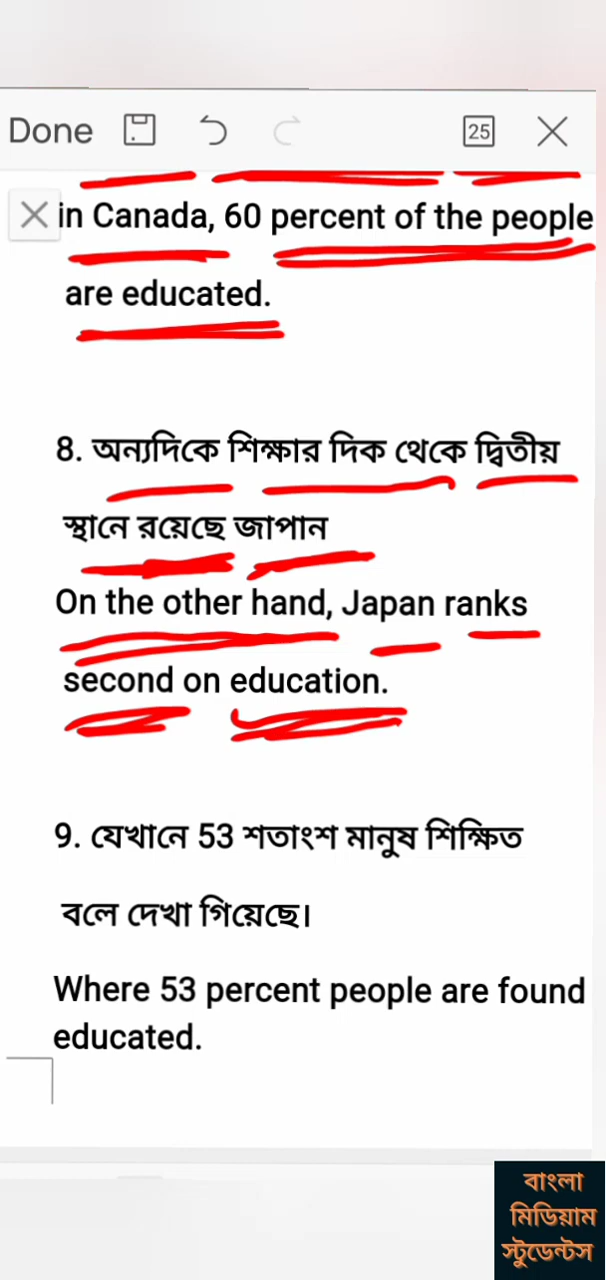 Done 25
in Canada, 60 percent of the people
are educated.
8. অন্যদিকে শিক্ষার দিক থেকে দ্বিতীয়
স্থানে রয়েছে জাপান
On the other hand, Japan ranks
second on education.
9. যেখানে 53 শতাংশ মানুষ শিক্ষিত
বলে দেখা গিয়েছে।
Where 53 percent people are found
educated.
বাংলা
মিডিয়াম
স্টুডেন্টস